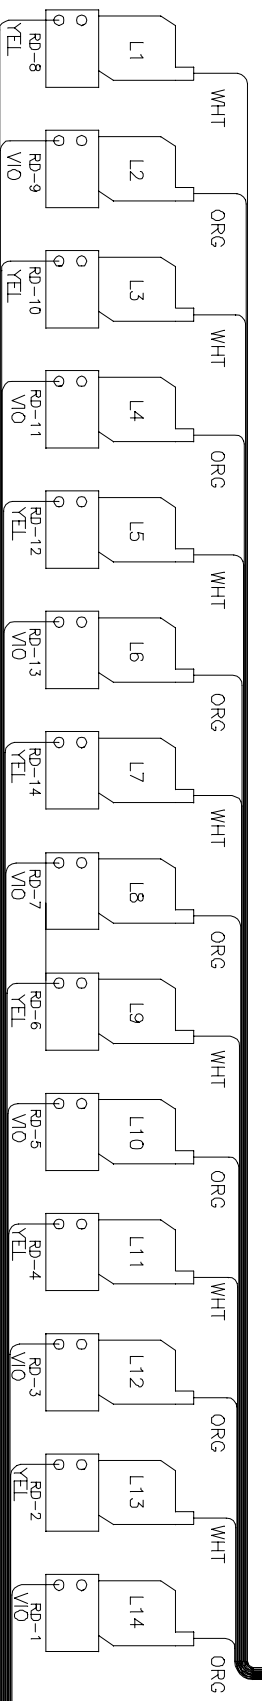 L1
RD-8
YEL
WHT
L2
RD-9
VIO
ORG
L3
RD-10
YEL
WHT
L4
RD-11
VIO
ORG
L5
RD-12
YEL
WHT
L6
RD-13
VIO
ORG
L7
RD-14
YEL
WHT
L8
RD-7
VIO
ORG
L9
RD-6
YEL
WHT
L10
RD-5
VIO
ORG
L11
RD-4
YEL
WHT
L12
RD-3
VIO
ORG
L13
RD-2
YEL
WHT
L14
RD-1
VIO
ORG